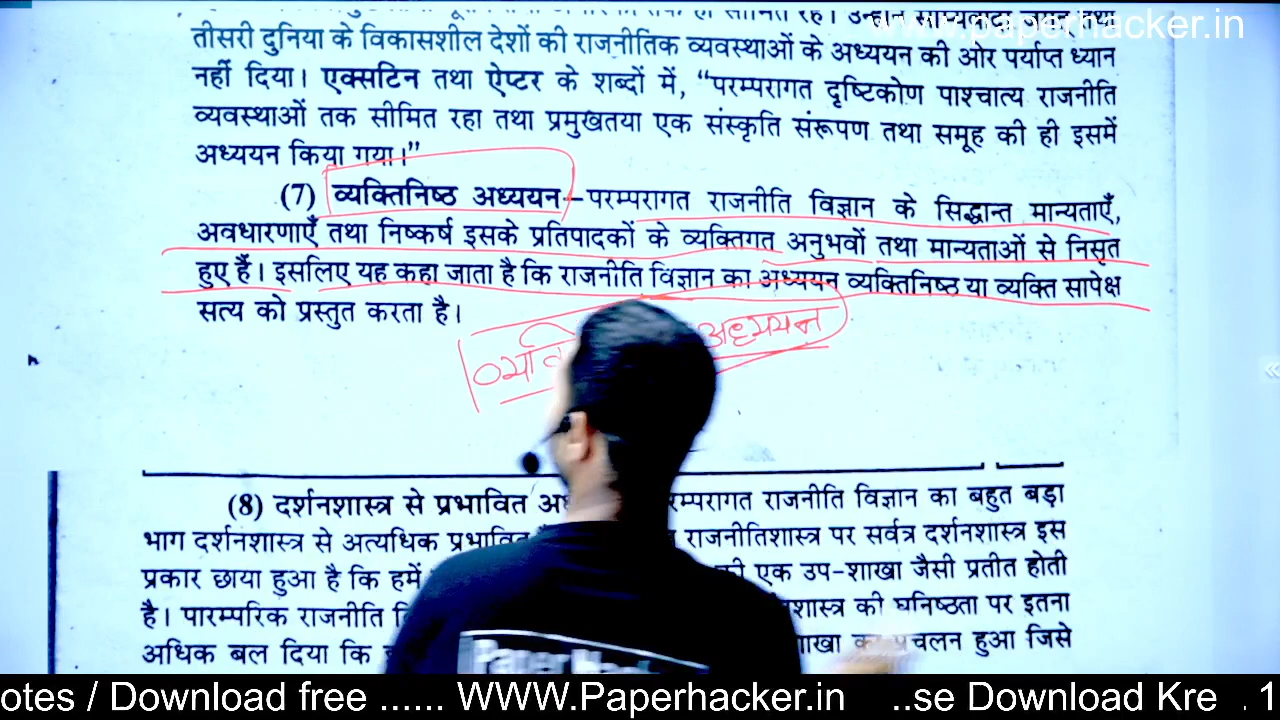 www.paperhacker.in
तीसरी दुनिया के विकासशील देशों की राजनीतिक व्यवस्थाओं के अध्ययन की ओर पर्याप्त ध्यान
नहीं दिया। एक्सटिन तथा ऐप्टर के शब्दों में, “परम्परागत दृष्टिकोण पाश्चात्य राजनीति
व्यवस्थाओं तक सीमित रहा तथा प्रमुखतया एक संस्कृति संरूपण तथा समूह की ही इसमें
अध्ययन किया गया।”
(7) व्यक्तिनिष्ठ अध्ययन–परम्परागत राजनीति विज्ञान के सिद्धान्त मान्यताएँ,
अवधारणाएँ तथा निष्कर्ष इसके प्रतिपादकों के व्यक्तिगत अनुभवों तथा मान्यताओं से निसृत
हुए हैं। इसलिए यह कहा जाता है कि राजनीति विज्ञान का अध्ययन व्यक्तिनिष्ठ या व्यक्ति सापेक्ष
सत्य को प्रस्तुत करता है।
अध्ययन
(8) दर्शनशास्त्र से प्रभावित राजनीति विज्ञान का बहुत बड़ा
भाग दर्शनशास्त्र से अत्यधिक राजनीतिशास्त्र पर सर्वत्र दर्शनशास्त्र इस
प्रकार छाया हुआ है कि हमें एक उप-शाखा जैसी प्रतीत होती
है। पारम्परिक राजनीति की घनिष्ठता पर इतना
अधिक बल दिया कि हुआ जिसे
otes / Download free ...... WWW.Paperhacker.in ..se Download Kre . 1